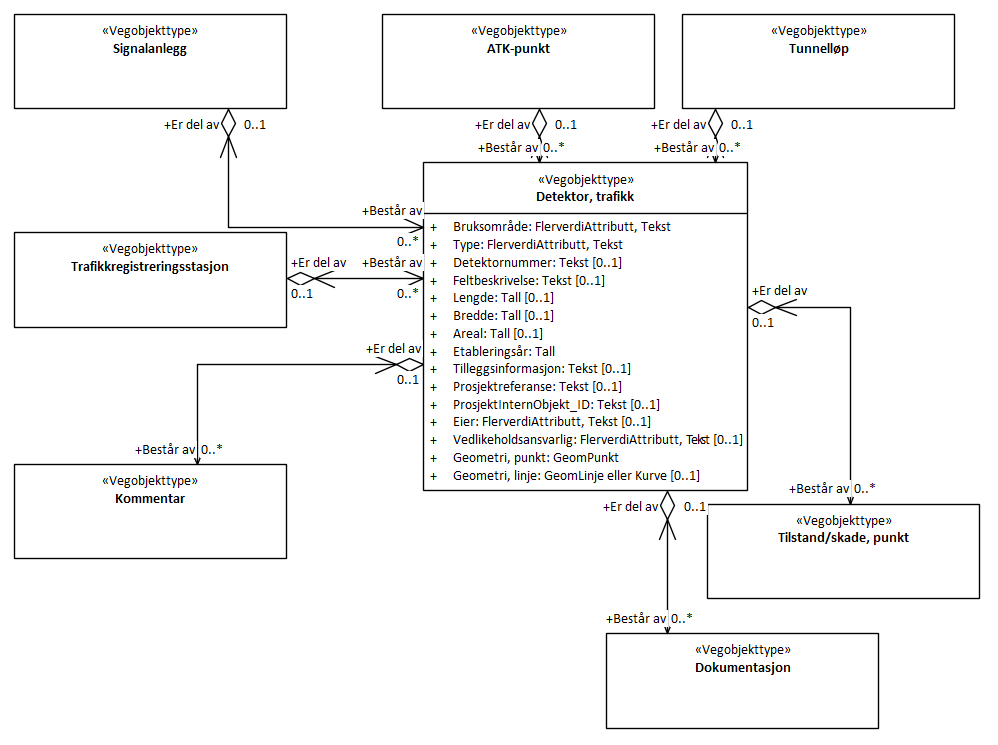 «Vegobjekttype»
Signalanlegg
«Vegobjekttype»
ATK-punkt
«Vegobjekttype»
Tunnelløp
+Er del av 0..1
+Er del av 0..1
+Består av 0..*
+Er del av 0..1
+Består av 0..*
+Består av
0..*
«Vegobjekttype»
Trafikkregistreringsstasjon
+Er del av
0..1
+Består av
0..*
«Vegobjekttype»
Detektor, trafikk
+ Bruksområde: FlerverdiAttributt, Tekst
+ Type: FlerverdiAttributt, Tekst
+ Detektornummer: Tekst [0..1]
+ Feltbeskrivelse: Tekst [0..1]
+ Lengde: Tall [0..1]
+ Bredde: Tall [0..1]
+ Areal: Tall [0..1]
+ Etableringsår: Tall
+ Tilleggsinformasjon: Tekst [0..1]
+ Prosjektreferanse: Tekst [0..1]
+ ProsjektInternObjekt_ID: Tekst [0..1]
+ Eier: FlerverdiAttributt, Tekst [0..1]
+ Vedlikeholdsansvarlig: FlerverdiAttributt, Tekst [0..1]
+ Geometri, punkt: GeomPunkt
+ Geometri, linje: GeomLinje eller Kurve [0..1]
+Er del av
0..1
+Er del av
0..1
+Består av 0..*
«Vegobjekttype»
Kommentar
+Består av 0..*
«Vegobjekttype»
Tilstand/skade, punkt
+Er del av 0..1
+Består av 0..*
«Vegobjekttype»
Dokumentasjon